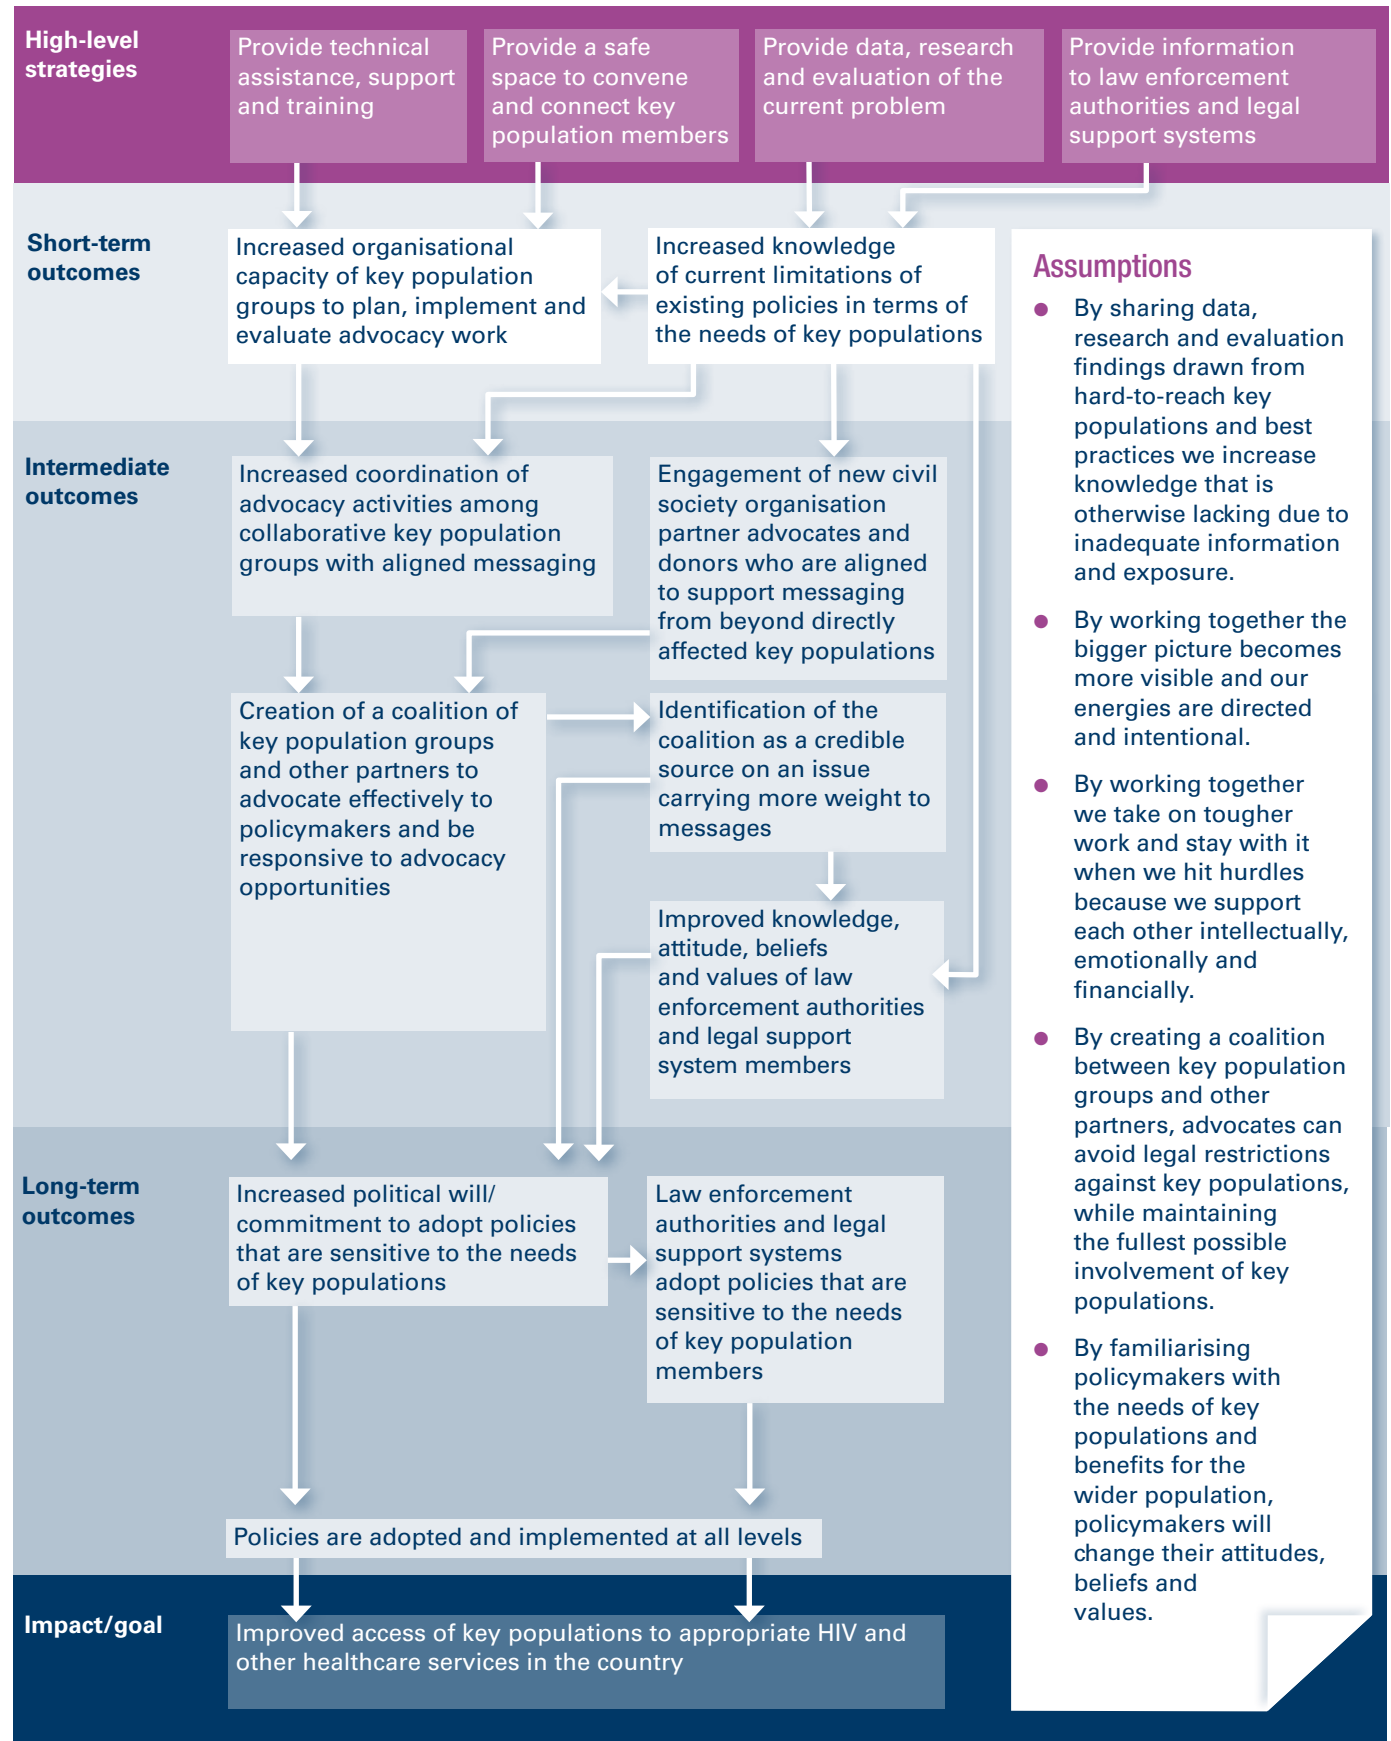 High-level
strategies
Provide technical
assistance, support
and training
Provide a safe
space to convene
and connect key
population members
Provide data, research
and evaluation of the
current problem
Provide information
to law enforcement
authorities and legal
support systems
Short-term
outcomes
Increased organisational
capacity of key population
groups to plan, implement and
evaluate advocacy work
Increased knowledge
of current limitations of
existing policies in terms of
the needs of key populations
Intermediate
outcomes
Increased coordination of
advocacy activities among
collaborative key population
groups with aligned messaging
Engagement of new civil
society organisation
partner advocates and
donors who are aligned
to support messaging
from beyond directly
affected key populations
Creation of a coalition of
key population groups
and other partners to
advocate effectively to
policymakers and be
responsive to advocacy
opportunities
Identification of the
coalition as a credible
source on an issue
carrying more weight to
messages
Improved knowledge,
attitude, beliefs
and values of law
enforcement authorities
and legal support
system members
Long-term
outcomes
Increased political will/
commitment to adopt policies
that are sensitive to the needs
of key populations
Law enforcement
authorities and legal
support systems
adopt policies that are
sensitive to the needs
of key population
members
Policies are adopted and implemented at all levels
Impact/goal
Improved access of key populations to appropriate HIV and
other healthcare services in the country
Assumptions
● By sharing data,
research and evaluation
findings drawn from
hard-to-reach key
populations and best
practices we increase
knowledge that is
otherwise lacking due to
inadequate information
and exposure.
● By working together the
bigger picture becomes
more visible and our
energies are directed
and intentional.
● By working together
we take on tougher
work and stay with it
when we hit hurdles
because we support
each other intellectually,
emotionally and
financially.
● By creating a coalition
between key population
groups and other
partners, advocates can
avoid legal restrictions
against key populations,
while maintaining
the fullest possible
involvement of key
populations.
● By familiarising
policymakers with
the needs of key
populations and
benefits for the
wider population,
policymakers will
change their attitudes,
beliefs and
values.